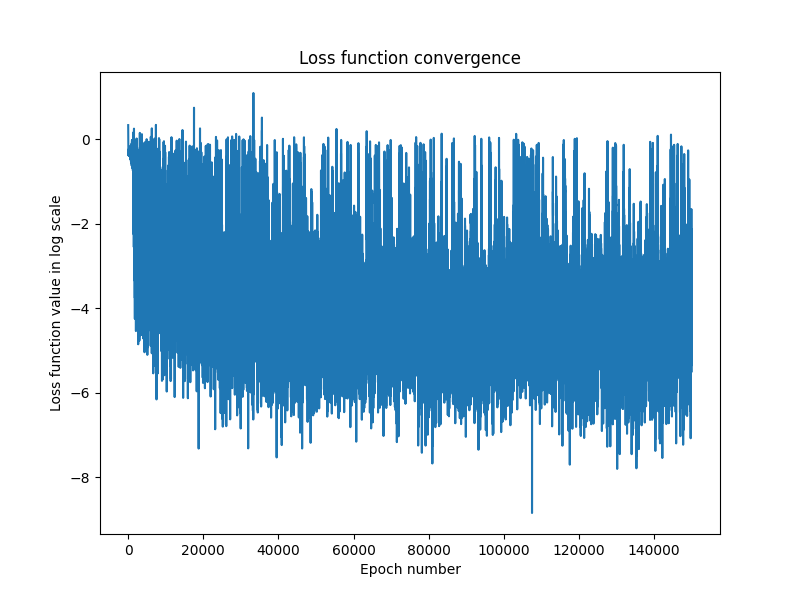 Loss function convergence
Loss function value in log scale
0
−2
−4
−6
−8
0 20000 40000 60000 80000 100000 120000 140000
Epoch number